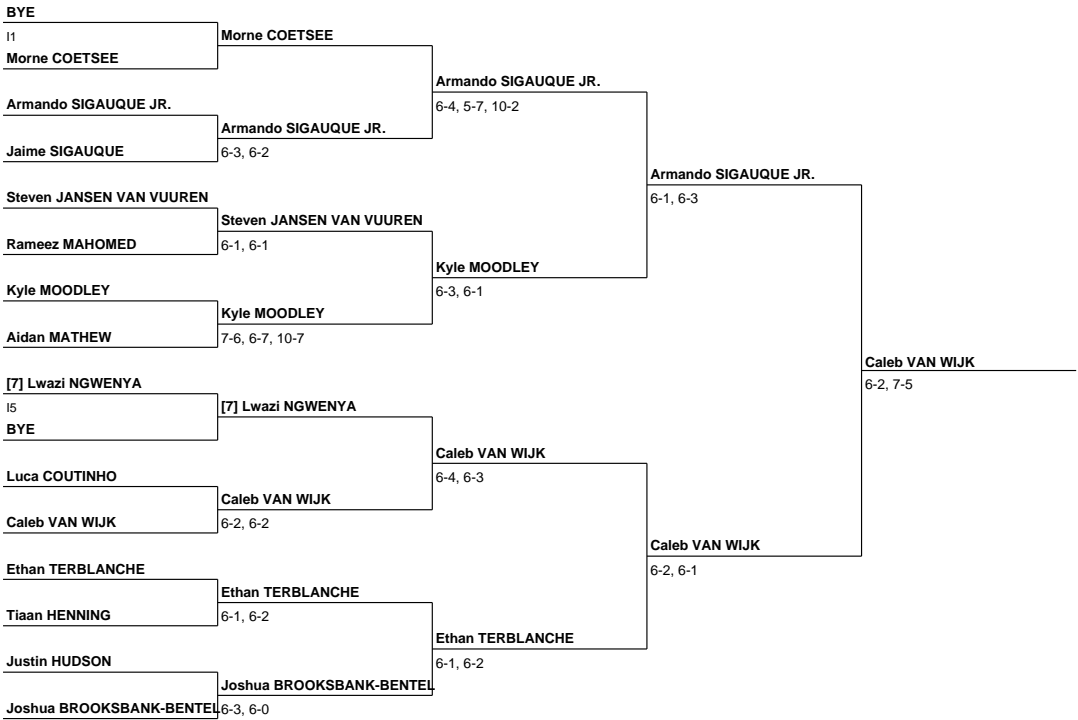 BYE
I1
Morne COETSEE
Armando SIGAUQUE JR.
Jaime SIGAUQUE
Steven JANSEN VAN VUUREN
Rameez MAHOMED
Kyle MOODLEY
Aidan MATHEW
[7] Lwazi NGWENYA
I5
BYE
Luca COUTINHO
Caleb VAN WIJK
Ethan TERBLANCHE
Tiaan HENNING
Justin HUDSON
Joshua BROOKSBANK-BENTEL
Morne COETSEE
Armando SIGAUQUE JR.
6-3, 6-2
Steven JANSEN VAN VUUREN
6-1, 6-1
Kyle MOODLEY
7-6, 6-7, 10-7
[7] Lwazi NGWENYA
Caleb VAN WIJK
6-2, 6-2
Ethan TERBLANCHE
6-1, 6-2
Joshua BROOKSBANK-BENTEL
6-3, 6-0
Armando SIGAUQUE JR.
6-4, 5-7, 10-2
Kyle MOODLEY
6-3, 6-1
Caleb VAN WIJK
6-4, 6-3
Ethan TERBLANCHE
6-1, 6-2
Armando SIGAUQUE JR.
6-1, 6-3
Caleb VAN WIJK
6-2, 6-1
Caleb VAN WIJK
6-2, 7-5